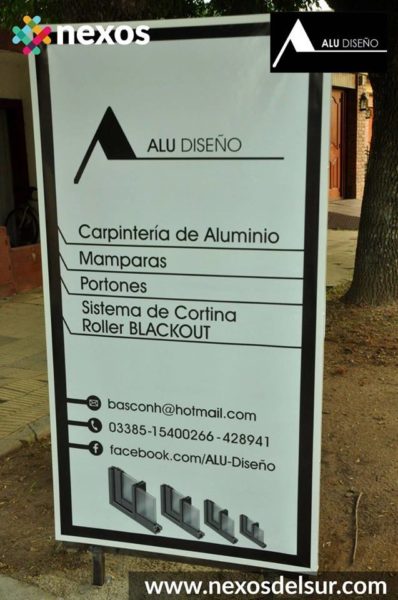 nexos
ALU DISEÑO
ALU DISEÑO
Carpintería de Aluminio
Mamparas
Portones
Sistema de Cortina
Roller BLACKOUT
basconh@hotmail.com
03385-15400266-428941
facebook.com/ALU-Diseño
www.nexosdelsur.com